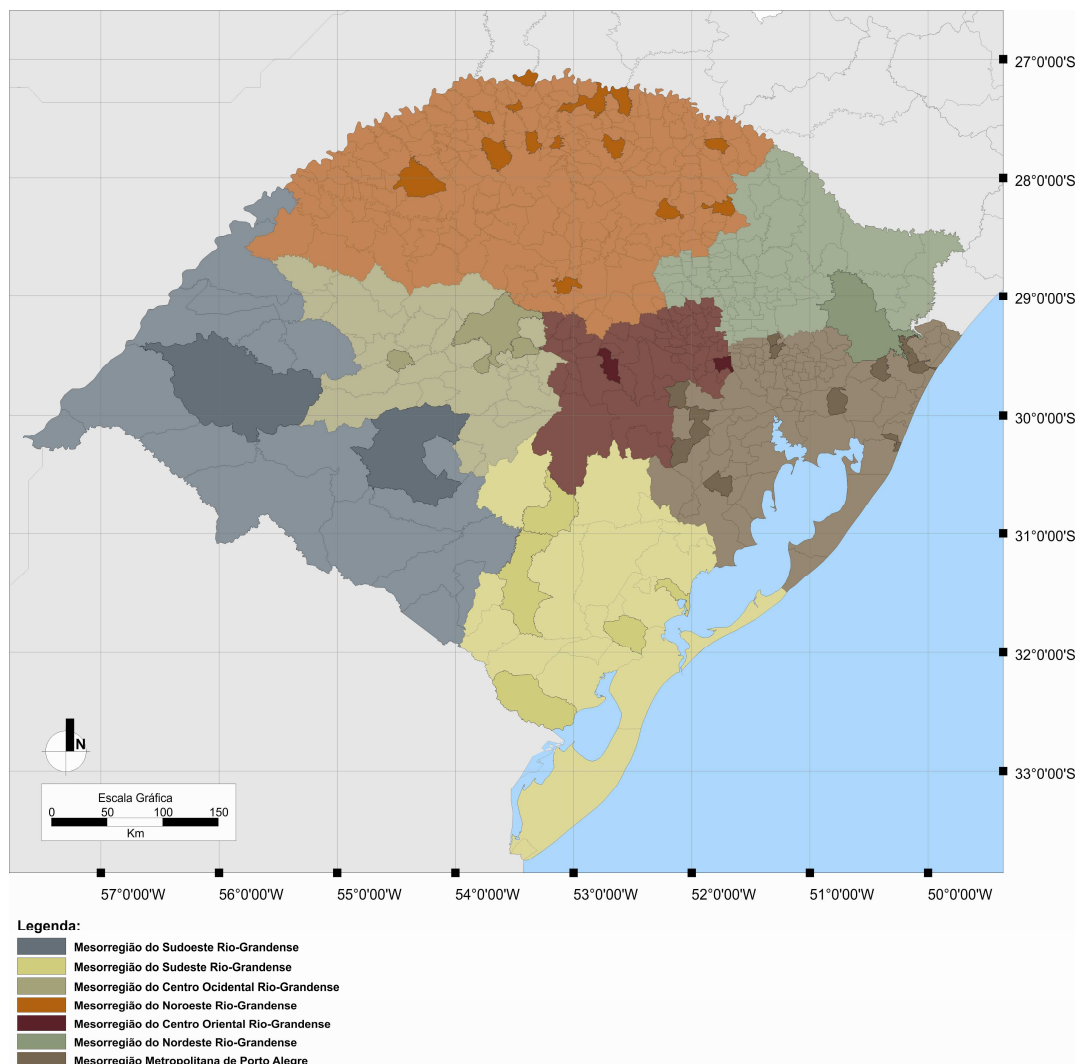 27°0'00"S
28°0'00"S
29°0'00"S
30°0'00"S
31°0'00"S
32°0'00"S
33°0'00"S
N
Escala Gráfica
0 50 100 150
Km
57°0'00"W 56°0'00"W 55°0'00"W 54°0'00"W 53°0'00"W 52°0'00"W 51°0'00"W 50°0'00"W
Legenda:
Mesorregião do Sudoeste Rio-Grandense
Mesorregião do Sudeste Rio-Grandense
Mesorregião do Centro Ocidental Rio-Grandense
Mesorregião do Noroeste Rio-Grandense
Mesorregião do Centro Oriental Rio-Grandense
Mesorregião do Nordeste Rio-Grandense
Mesorregião Metropolitana de Porto Alegre